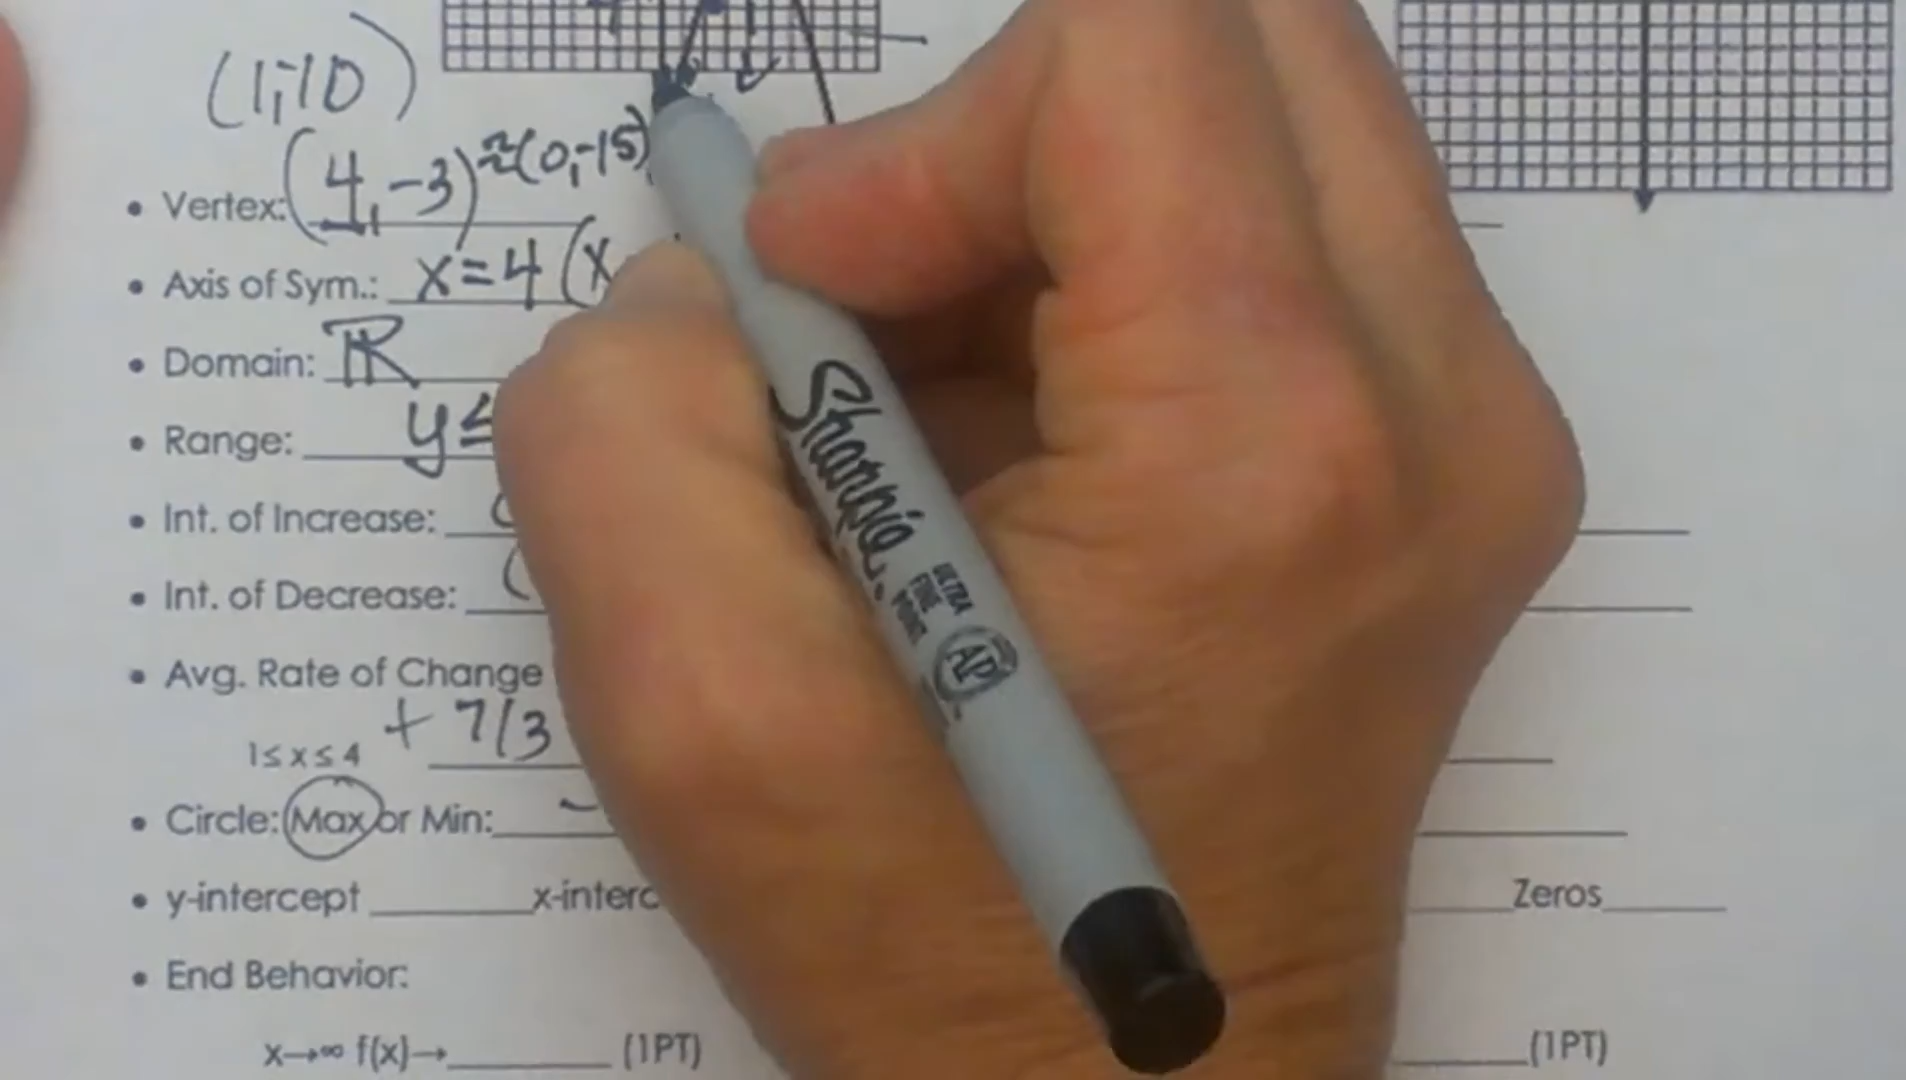 (1,-10)
≈(0,-15)
• Vertex: (4, -3)
• Axis of Sym.: x=4 (x
• Domain: ℝ
• Range: y≤
• Int. of Increase:
• Int. of Decrease: (
• Avg. Rate of Change
1≤x≤4 + 7/3
• Circle: Max or Min: -
• y-intercept ______ x-interc
Zeros
• End Behavior:
x→∞ f(x)→ ______ (1PT)
(1PT)
Sharpie.
ULTRA
FINE
POINT
AP